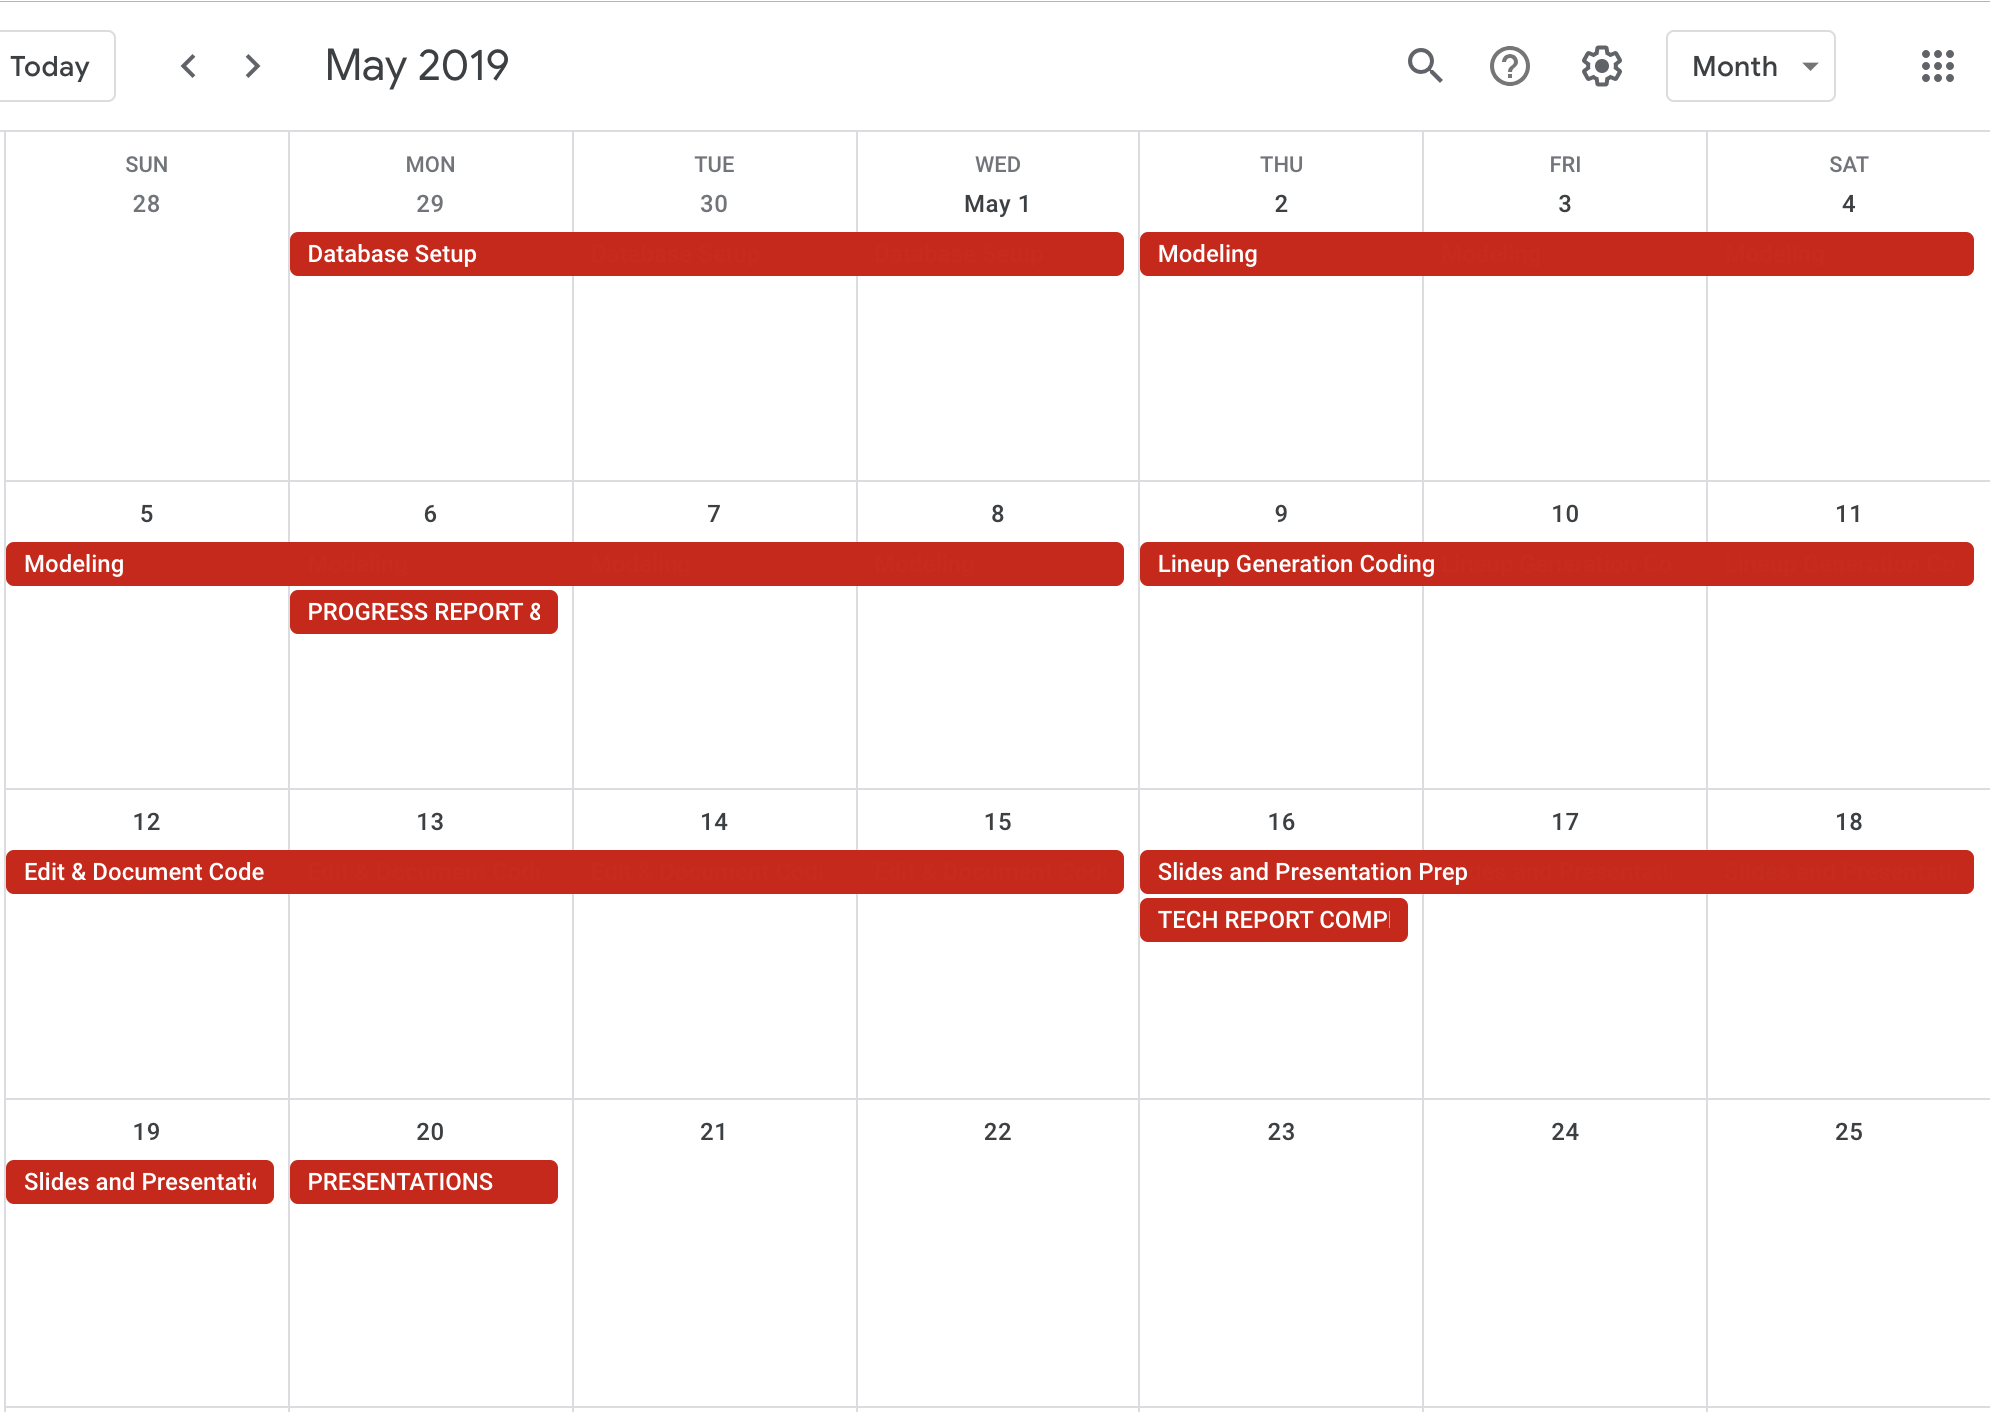 Today May 2019 Month
SUN MON TUE WED THU FRI SAT
28 29 30 May 1 2 3 4
Database Setup Modeling
5 6 7 8 9 10 11
Modeling Lineup Generation Coding
PROGRESS REPORT &
12 13 14 15 16 17 18
Edit & Document Code Slides and Presentation Prep
TECH REPORT COMP
19 20 21 22 23 24 25
Slides and Presentatio PRESENTATIONS